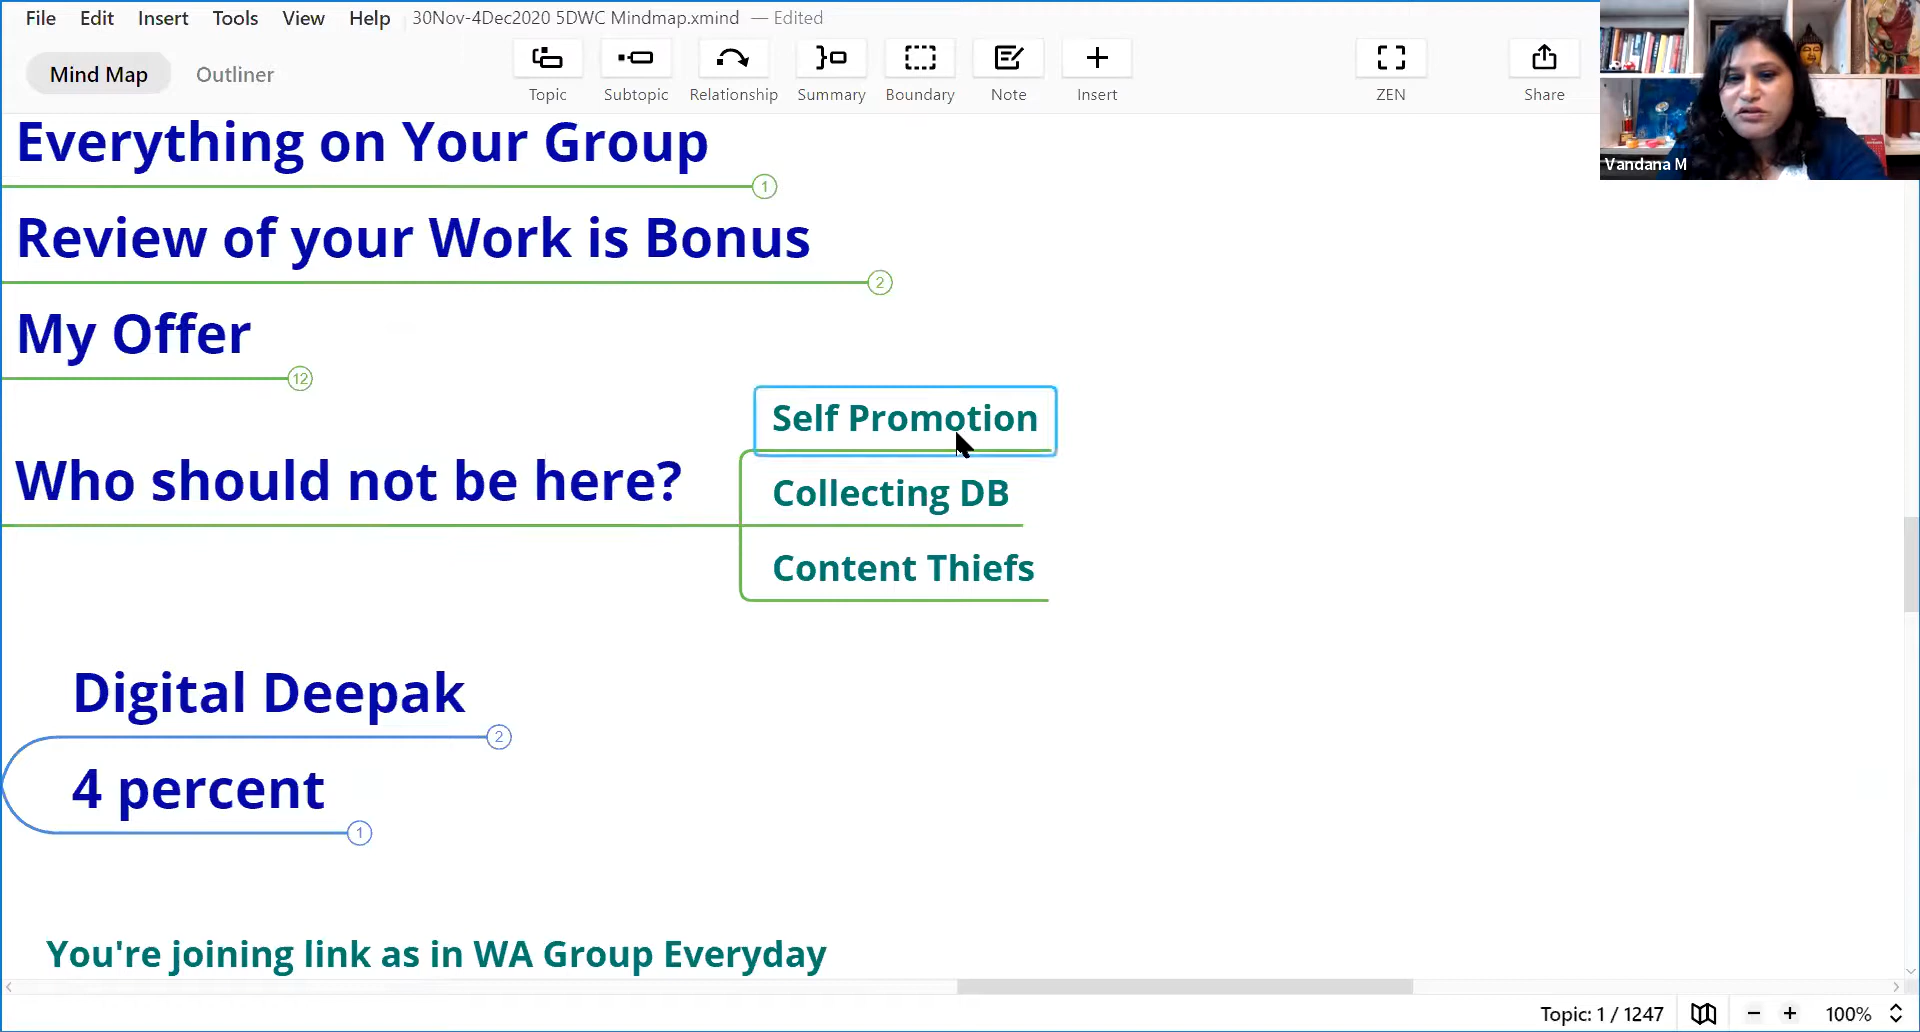 File Edit Insert Tools View Help 30Nov-4Dec2020 5DWC Mindmap.xmind — Edited
Mind Map Outliner
Topic Subtopic Relationship Summary Boundary Note Insert ZEN Share
Vandana M
Everything on Your Group
1
Review of your Work is Bonus
2
My Offer
12
Who should not be here?
Self Promotion
Collecting DB
Content Thiefs
Digital Deepak
2
4 percent
1
You're joining link as in WA Group Everyday
Topic: 1 / 1247 100%